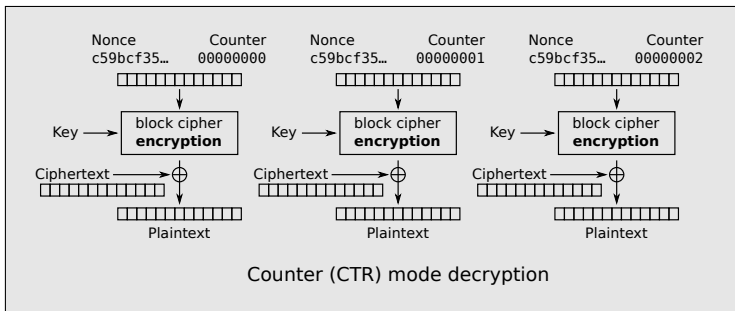 Nonce Counter
c59bcf35… 00000000
Key
block cipher
encryption
Ciphertext
Plaintext
Nonce Counter
c59bcf35… 00000001
Key
block cipher
encryption
Ciphertext
Plaintext
Nonce Counter
c59bcf35… 00000002
Key
block cipher
encryption
Ciphertext
Plaintext
Counter (CTR) mode decryption